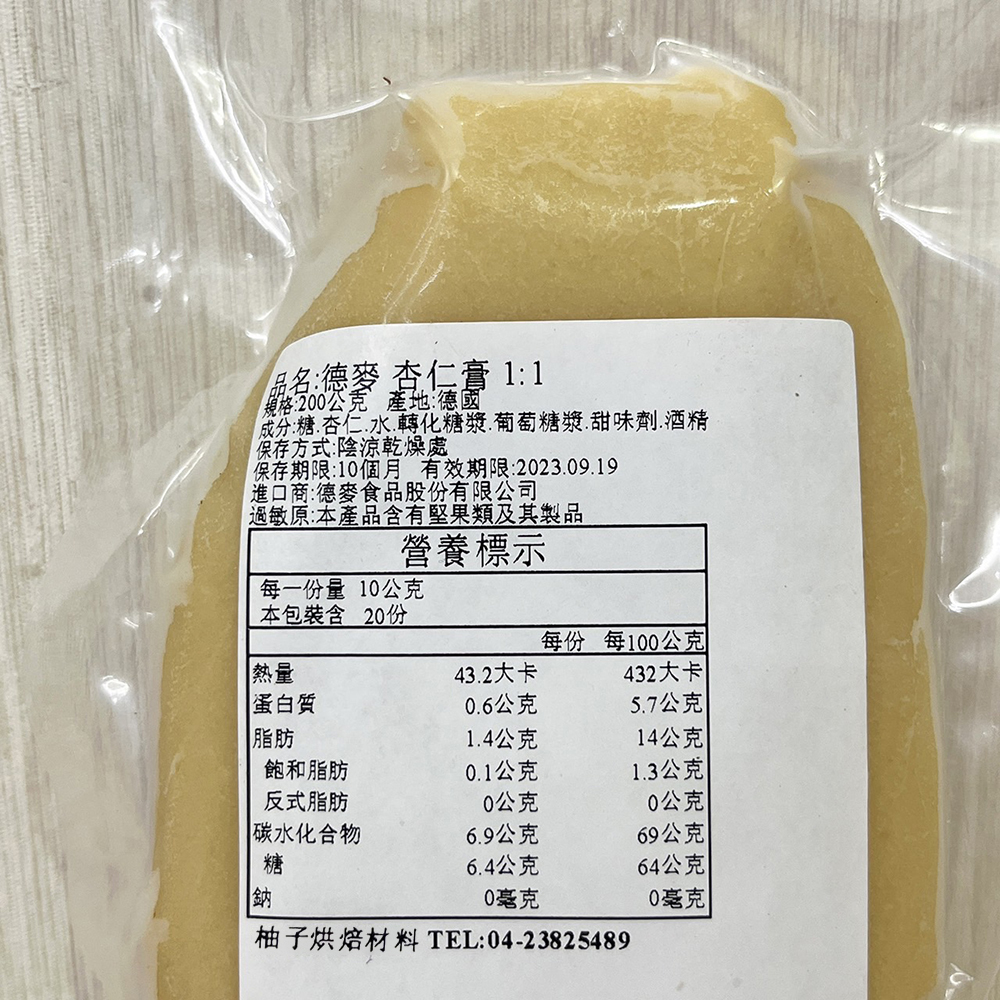 品名:德麥 杏仁膏 1:1
規格:200公克 產地:德國
成分:糖.杏仁.水.轉化糖漿.葡萄糖漿.甜味劑.酒精
保存方式:陰涼乾燥處
保存期限:10個月 有效期限:2023.09.19
進口商:德麥食品股份有限公司
過敏原:本產品含有堅果類及其製品
營養標示
每一份量 10公克
本包裝含 20份
每份 每100公克
熱量 43.2大卡 432大卡
蛋白質 0.6公克 5.7公克
脂肪 1.4公克 14公克
飽和脂肪 0.1公克 1.3公克
反式脂肪 0公克 0公克
碳水化合物 6.9公克 69公克
糖 6.4公克 64公克
鈉 0毫克 0毫克
柚子烘焙材料 TEL:04-23825489